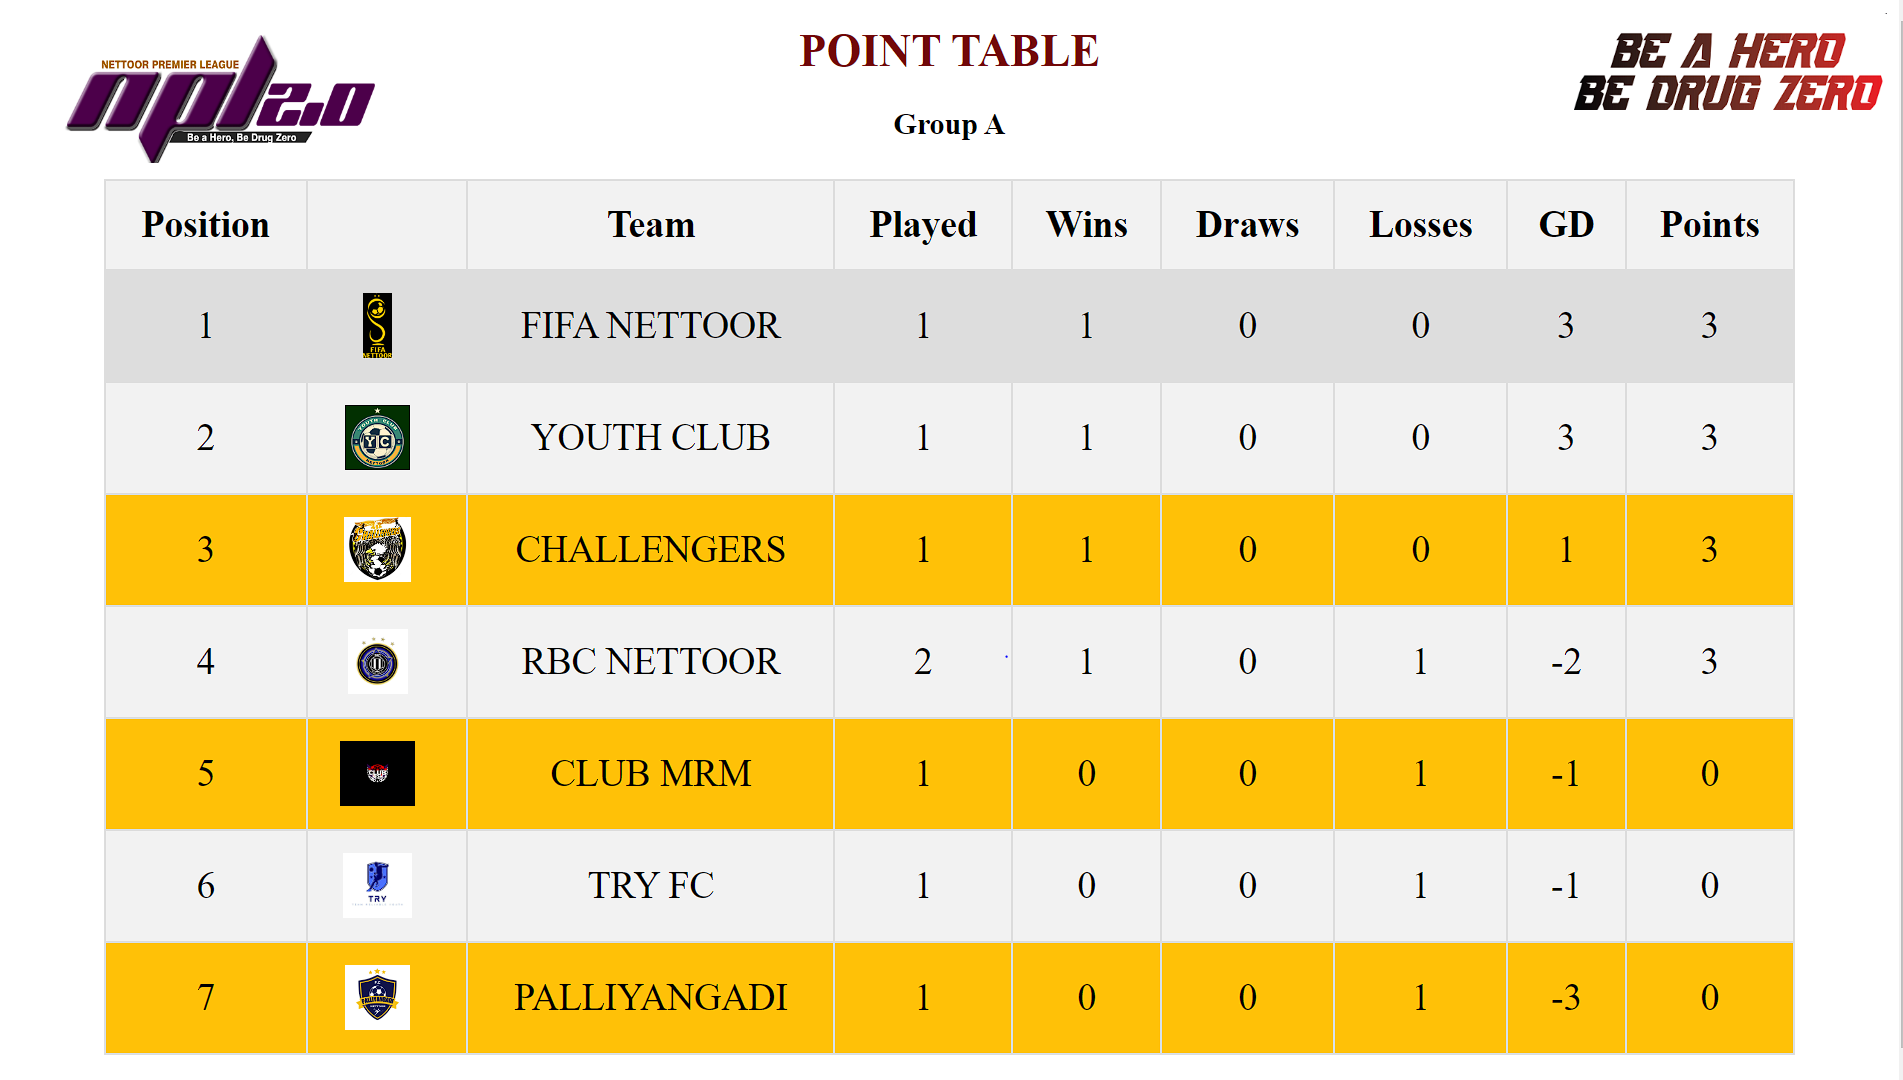 NETTOOR PREMIER LEAGUE
npl2.0
Be a Hero, Be Drug Zero
POINT TABLE
Group A
BE A HERO
BE DRUG ZERO
Position Team Played Wins Draws Losses GD Points
1 FIFA NETTOOR FIFA NETTOOR 1 1 0 0 3 3
2 YOUTH CLUB YC YOUTH CLUB 1 1 0 0 3 3
3 CHALLENGERS 1 1 0 0 1 3
4 RBC NETTOOR 2 1 0 1 -2 3
5 CLUB CLUB MRM 1 0 0 1 -1 0
6 TRY TRY FC 1 0 0 1 -1 0
7 PALLIYANGADI 1 0 0 1 -3 0